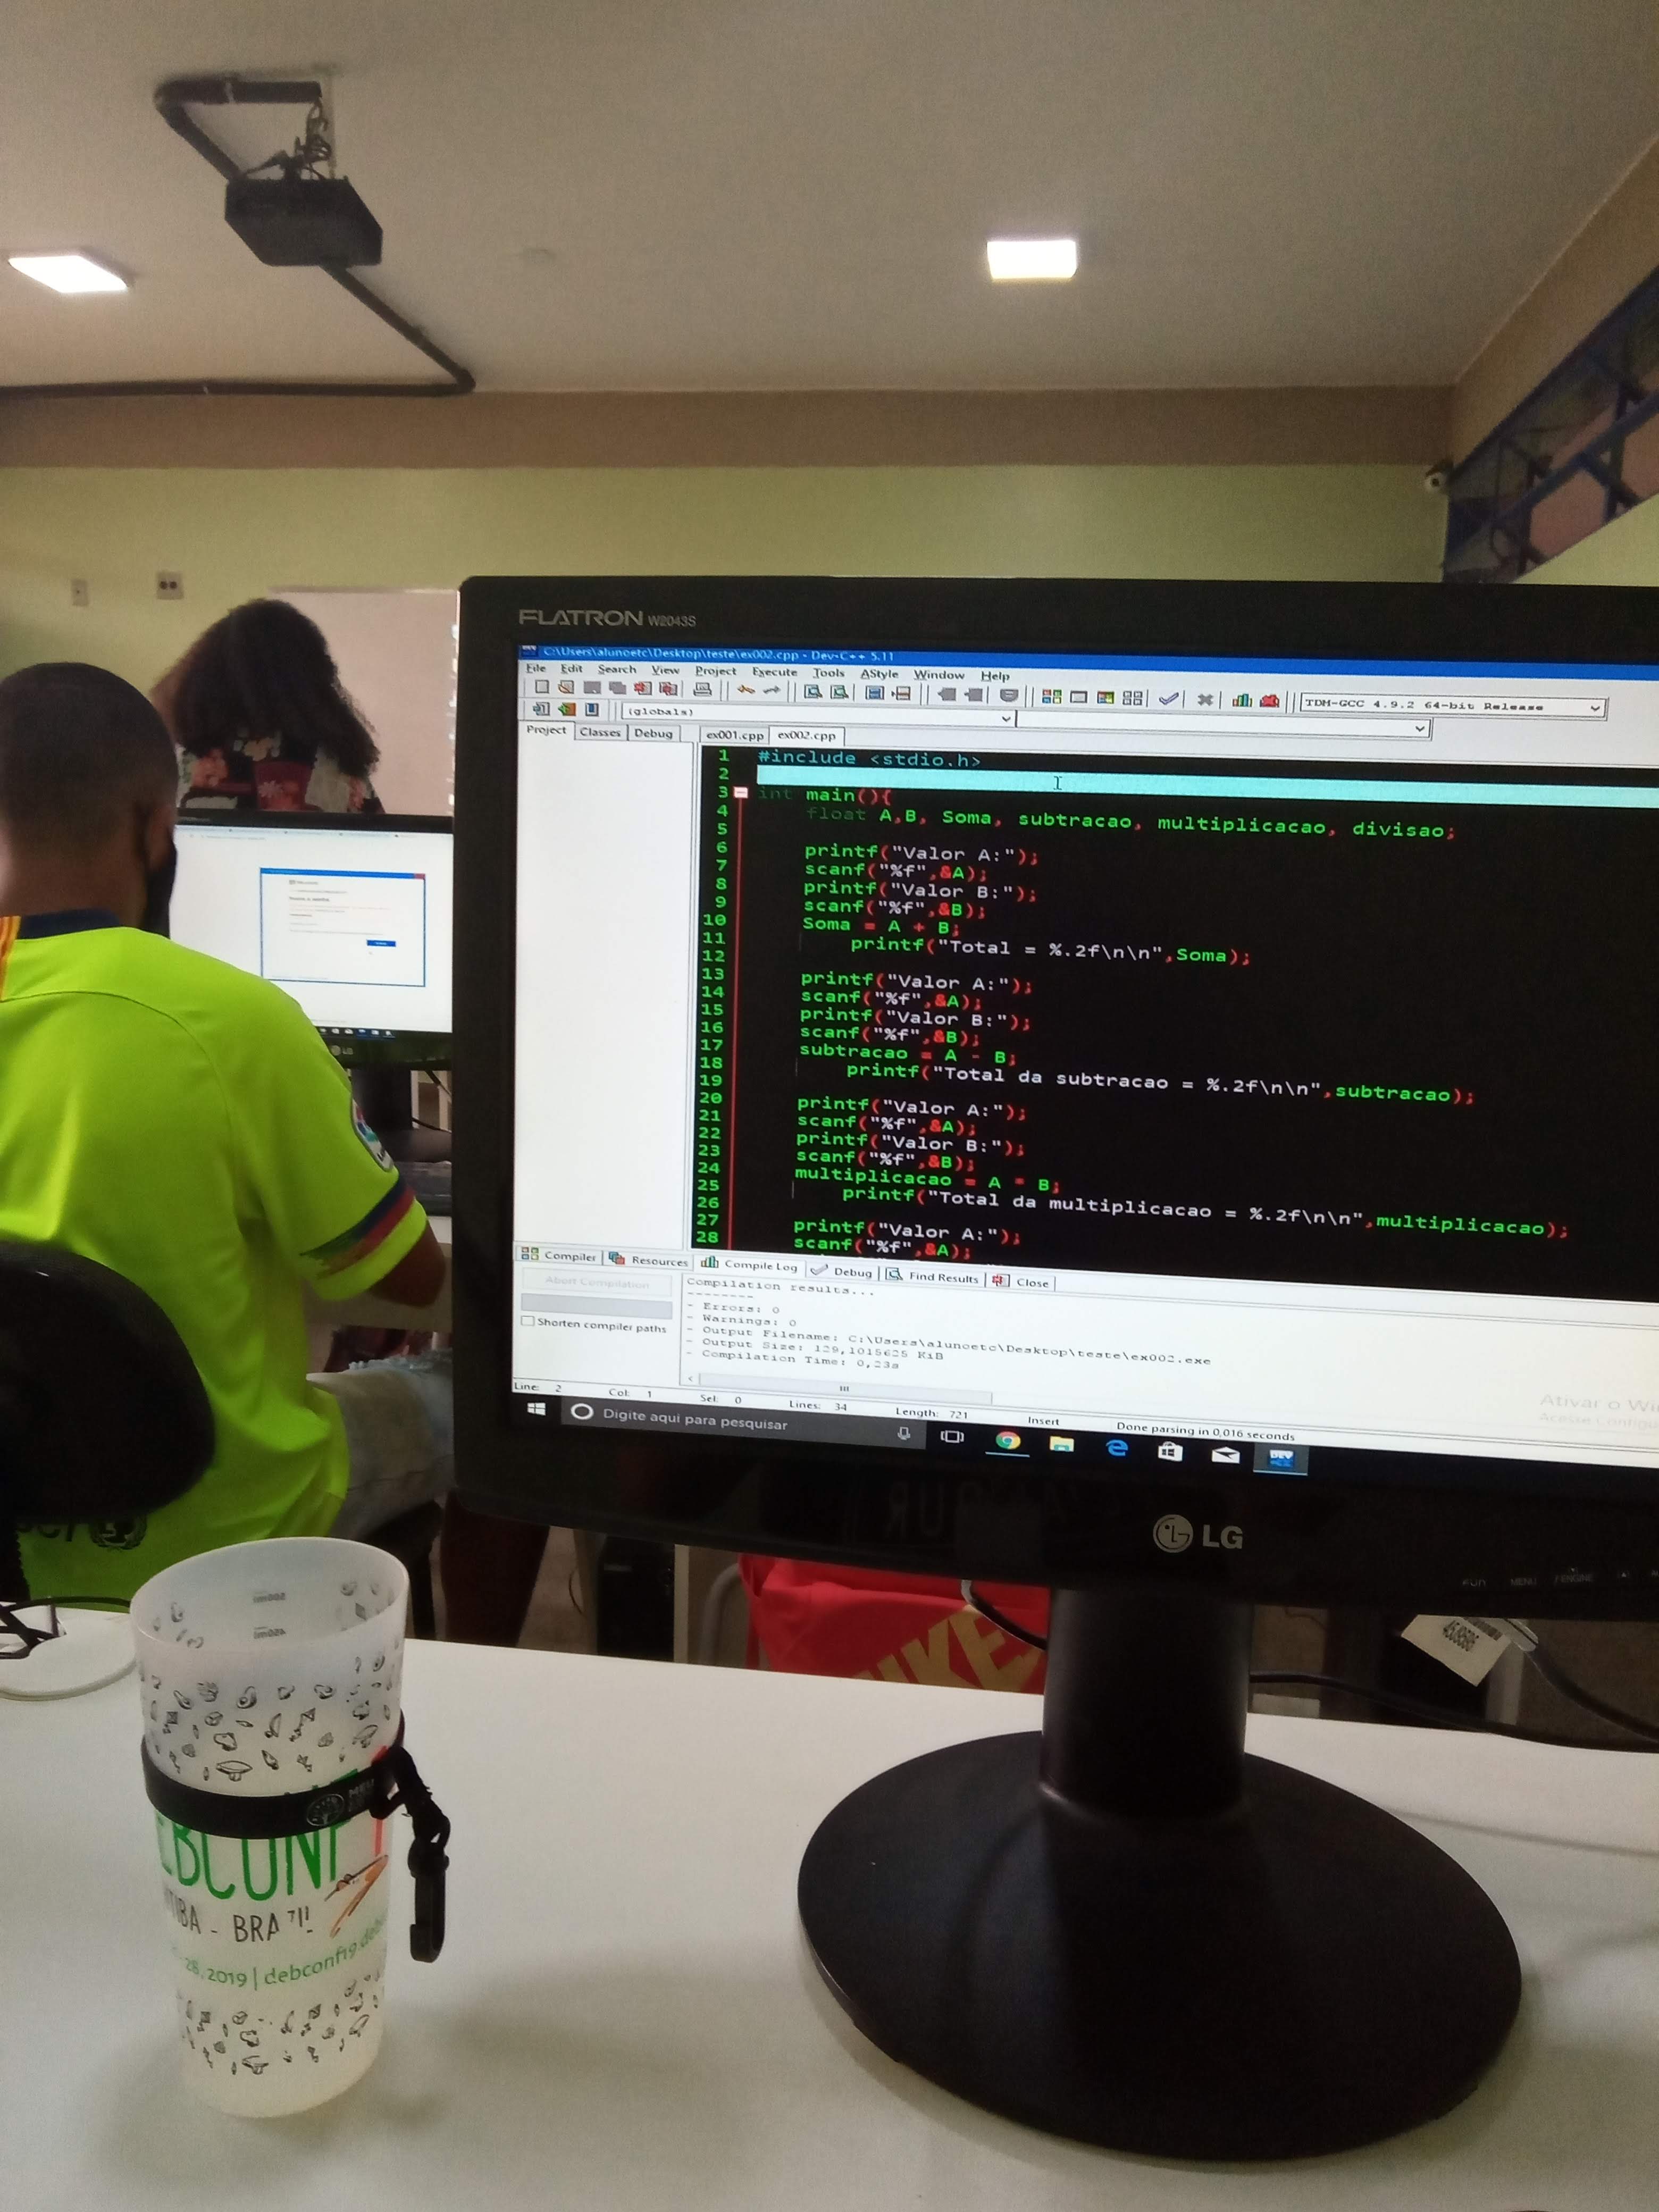 FLATRON W2043S
C:\Users\alunoetc\Desktop\teste\ex002.cpp - Dev-C++ 5.11
File Edit Search View Project Execute Tools AStyle Window Help
TDM-GCC 4.9.2 64-bit Release
(globals)
Project Classes Debug
ex001.cpp ex002.cpp
1 #include <stdio.h>
2
3 int main(){
4 float A,B, Soma, subtracao, multiplicacao, divisao;
5
6 printf("Valor A:");
7 scanf("%f",&A);
8 printf("Valor B:");
9 scanf("%f",&B);
10 Soma = A + B;
11 printf("Total = %.2f\n\n",Soma);
12
13 printf("Valor A:");
14 scanf("%f",&A);
15 printf("Valor B:");
16 scanf("%f",&B);
17 subtracao = A - B;
18 printf("Total da subtracao = %.2f\n\n",subtracao);
19
20 printf("Valor A:");
21 scanf("%f",&A);
22 printf("Valor B:");
23 scanf("%f",&B);
24 multiplicacao = A * B;
25 printf("Total da multiplicacao = %.2f\n\n",multiplicacao);
26
27 printf("Valor A:");
28 scanf("%f",&A);
Compiler Resources Compile Log Debug Find Results Close
Abort Compilation
Shorten compiler paths
Compilation results...
--------
- Errors: 0
- Warnings: 0
- Output Filename: C:\Users\alunoetc\Desktop\teste\ex002.exe
- Output Size: 129,1015625 KiB
- Compilation Time: 0,23s
Ativar o Wi
Line: 2 Col: 1 Sel: 0 Lines: 34 Length: 721 Insert Done parsing in 0,016 seconds
Digite aqui para pesquisar
DEV
LG
MENU
LG
NIKE
500ml
MEU
EBCONF
TIBA - BRAZIL
28, 2019 | debconf19.deb